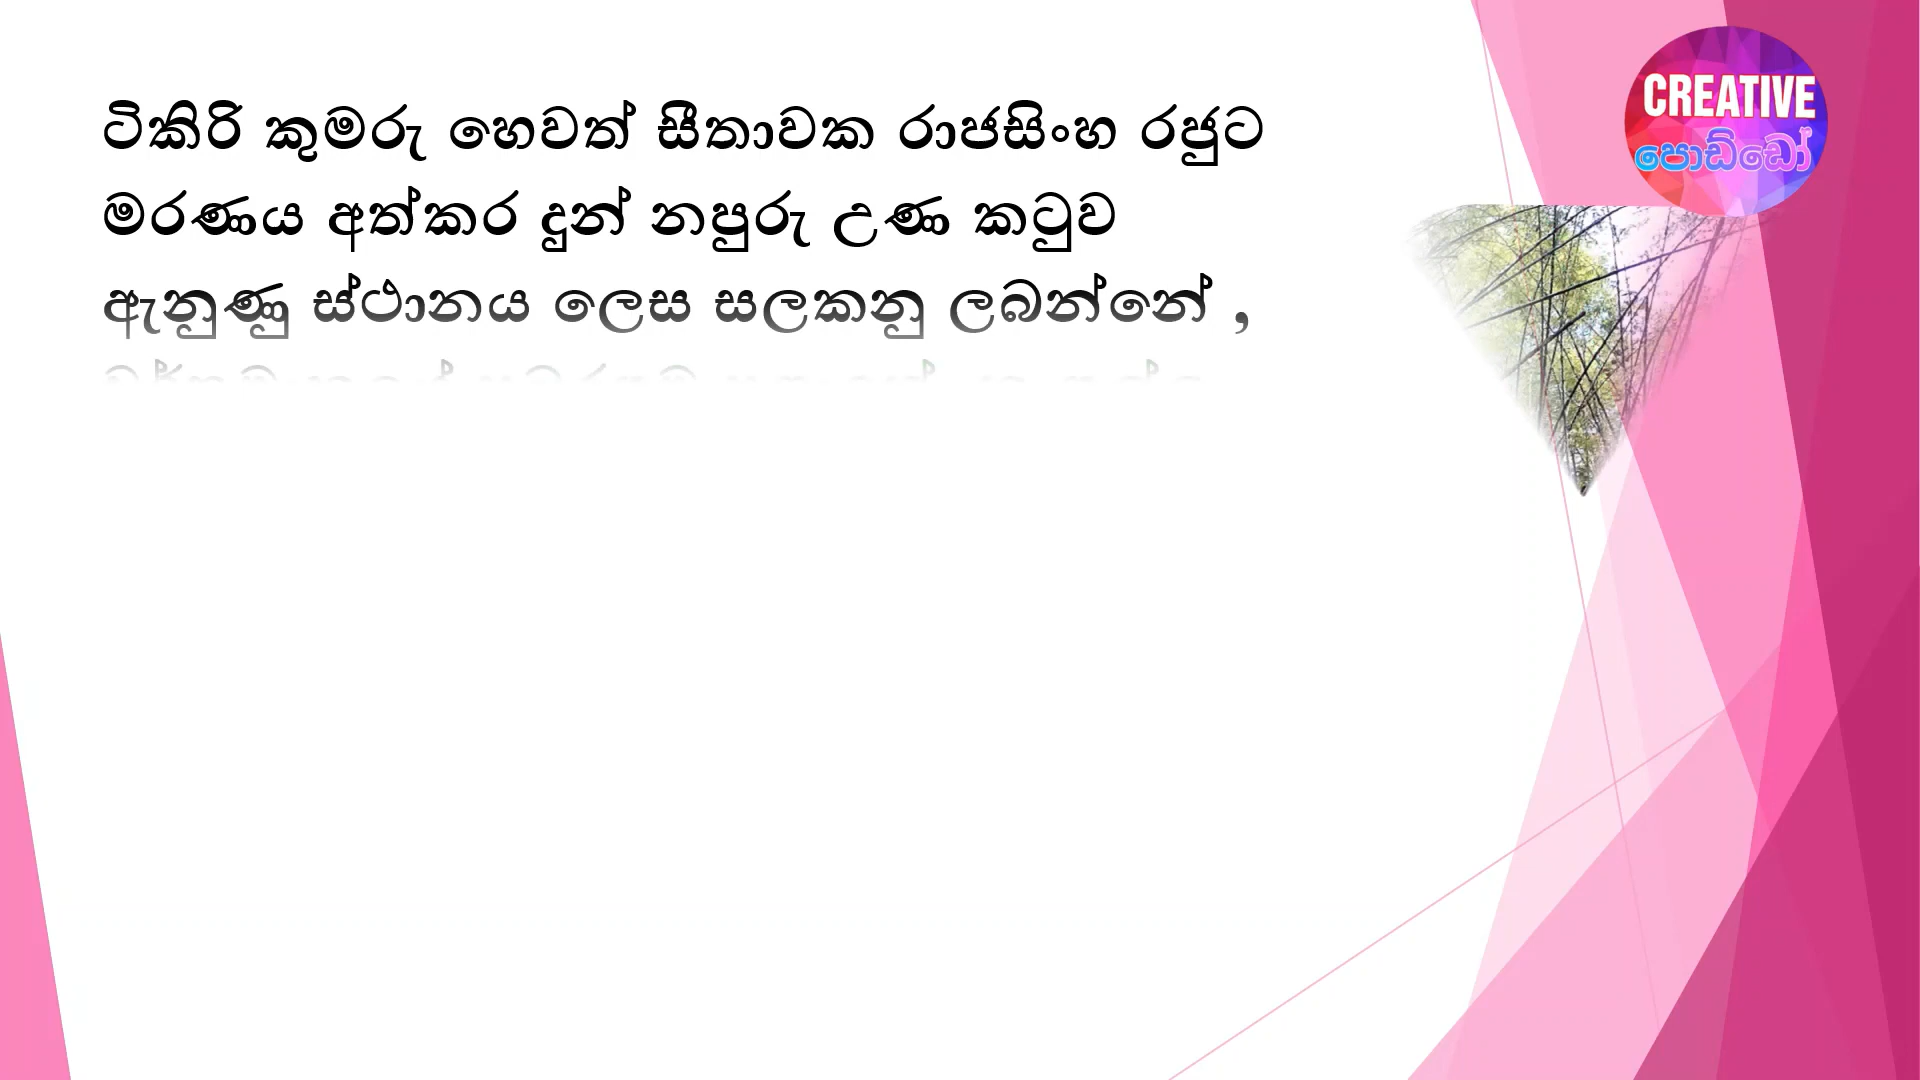 CREATIVE
පොඩ්ඩෝ
ටිකිරි කුමරු හෙවත් සීතාවක රාජසිංහ රජුට
මරණය අත්කර දුන් නපුරු උණ කටුව
ඇනුණු ස්ථානය ලෙස සලකනු ලබන්නේ ,